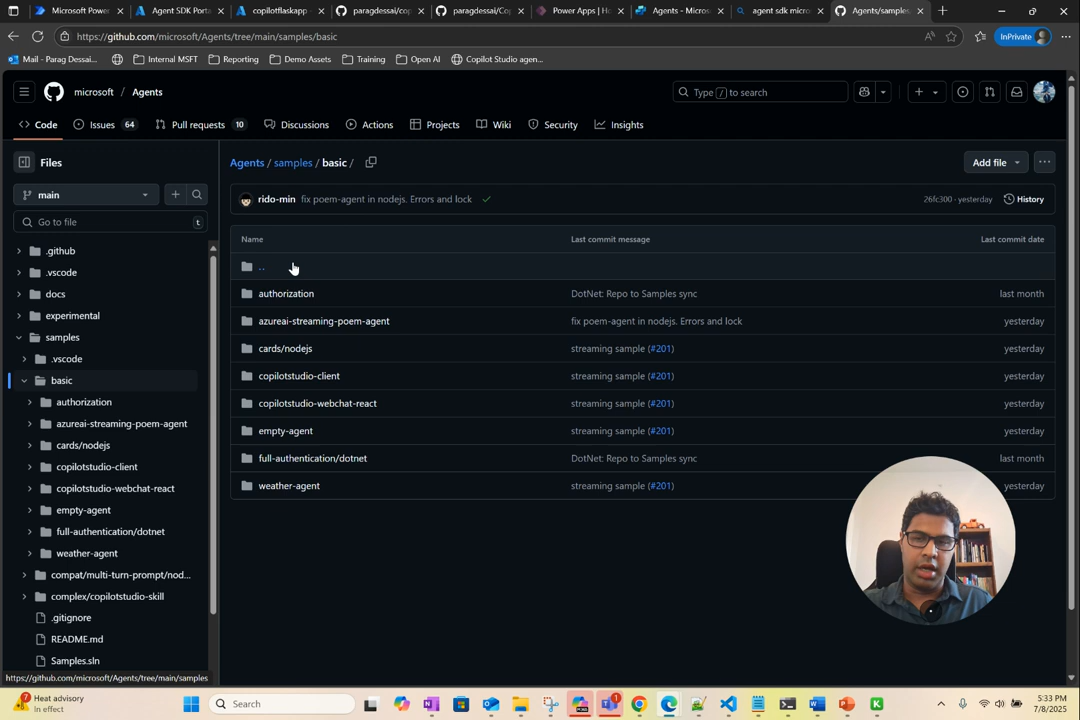 Microsoft Power
Agent SDK Porta
copilotflaskapp
paragdessai/co
paragdessai/Co
Power Apps | H
Agents - Micros
agent sdk micro
Agents/samples
https://github.com/microsoft/Agents/tree/main/samples/basic
InPrivate
Mail - Parag Dessai...
Internal MSFT
Reporting
Demo Assets
Training
Open AI
Copilot Studio agen...
microsoft / Agents
Type / to search
Code
Issues 64
Pull requests 10
Discussions
Actions
Projects
Wiki
Security
Insights
Files
main
Go to file t
.github
.vscode
docs
experimental
samples
.vscode
basic
authorization
azureai-streaming-poem-agent
cards/nodejs
copilotstudio-client
copilotstudio-webchat-react
empty-agent
full-authentication/dotnet
weather-agent
compat/multi-turn-prompt/nod...
complex/copilotstudio-skill
.gitignore
README.md
Samples.sln
Agents / samples / basic /
Add file
rido-min fix poem-agent in nodejs. Errors and lock
26fc300 · yesterday
History
Name Last commit message Last commit date
..
authorization DotNet: Repo to Samples sync last month
azureai-streaming-poem-agent fix poem-agent in nodejs. Errors and lock yesterday
cards/nodejs streaming sample (#201) yesterday
copilotstudio-client streaming sample (#201) yesterday
copilotstudio-webchat-react streaming sample (#201) yesterday
empty-agent streaming sample (#201) yesterday
full-authentication/dotnet DotNet: Repo to Samples sync last month
weather-agent streaming sample (#201) yesterday
https://github.com/microsoft/Agents/tree/main/samples
7
Heat advisory
In effect
Search
1
5:33 PM
7/8/2025